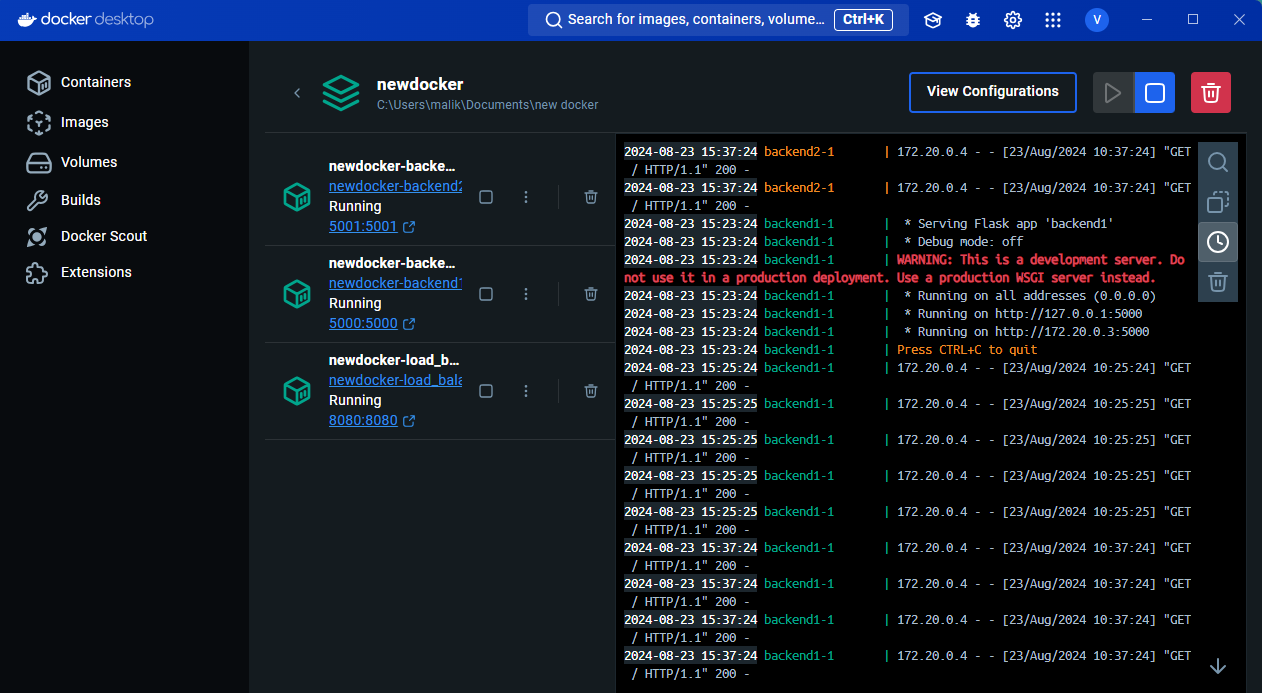 docker desktop
Search for images, containers, volume... Ctrl+K
V
Containers
Images
Volumes
Builds
Docker Scout
Extensions
newdocker
C:\Users\malik\Documents\new docker
View Configurations
newdocker-backe...
newdocker-backend2
Running
5001:5001
newdocker-backe...
newdocker-backend1
Running
5000:5000
newdocker-load_b...
newdocker-load_bala
Running
8080:8080
2024-08-23 15:37:24 backend2-1 | 172.20.0.4 - - [23/Aug/2024 10:37:24] "GET
/ HTTP/1.1" 200 -
2024-08-23 15:37:24 backend2-1 | 172.20.0.4 - - [23/Aug/2024 10:37:24] "GET
/ HTTP/1.1" 200 -
2024-08-23 15:23:24 backend1-1 | * Serving Flask app 'backend1'
2024-08-23 15:23:24 backend1-1 | * Debug mode: off
2024-08-23 15:23:24 backend1-1 | WARNING: This is a development server. Do
not use it in a production deployment. Use a production WSGI server instead.
2024-08-23 15:23:24 backend1-1 | * Running on all addresses (0.0.0.0)
2024-08-23 15:23:24 backend1-1 | * Running on http://127.0.0.1:5000
2024-08-23 15:23:24 backend1-1 | * Running on http://172.20.0.3:5000
2024-08-23 15:23:24 backend1-1 | Press CTRL+C to quit
2024-08-23 15:25:24 backend1-1 | 172.20.0.4 - - [23/Aug/2024 10:25:24] "GET
/ HTTP/1.1" 200 -
2024-08-23 15:25:25 backend1-1 | 172.20.0.4 - - [23/Aug/2024 10:25:25] "GET
/ HTTP/1.1" 200 -
2024-08-23 15:25:25 backend1-1 | 172.20.0.4 - - [23/Aug/2024 10:25:25] "GET
/ HTTP/1.1" 200 -
2024-08-23 15:25:25 backend1-1 | 172.20.0.4 - - [23/Aug/2024 10:25:25] "GET
/ HTTP/1.1" 200 -
2024-08-23 15:25:25 backend1-1 | 172.20.0.4 - - [23/Aug/2024 10:25:25] "GET
/ HTTP/1.1" 200 -
2024-08-23 15:37:24 backend1-1 | 172.20.0.4 - - [23/Aug/2024 10:37:24] "GET
/ HTTP/1.1" 200 -
2024-08-23 15:37:24 backend1-1 | 172.20.0.4 - - [23/Aug/2024 10:37:24] "GET
/ HTTP/1.1" 200 -
2024-08-23 15:37:24 backend1-1 | 172.20.0.4 - - [23/Aug/2024 10:37:24] "GET
/ HTTP/1.1" 200 -
2024-08-23 15:37:24 backend1-1 | 172.20.0.4 - - [23/Aug/2024 10:37:24] "GET
/ HTTP/1.1" 200 -